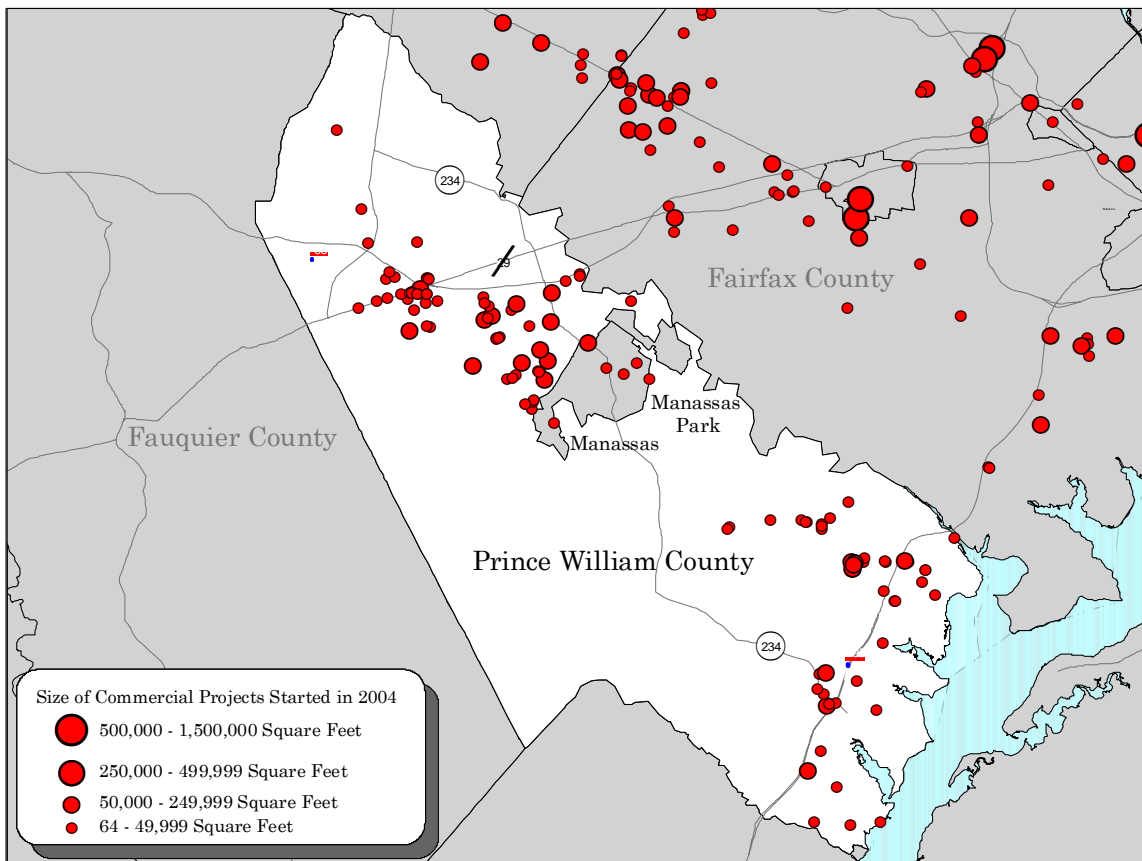 234
29
Fairfax County
Fauquier County
Manassas
Park
Manassas
Prince William County
234
Size of Commercial Projects Started in 2004
500,000 - 1,500,000 Square Feet
250,000 - 499,999 Square Feet
50,000 - 249,999 Square Feet
64 - 49,999 Square Feet